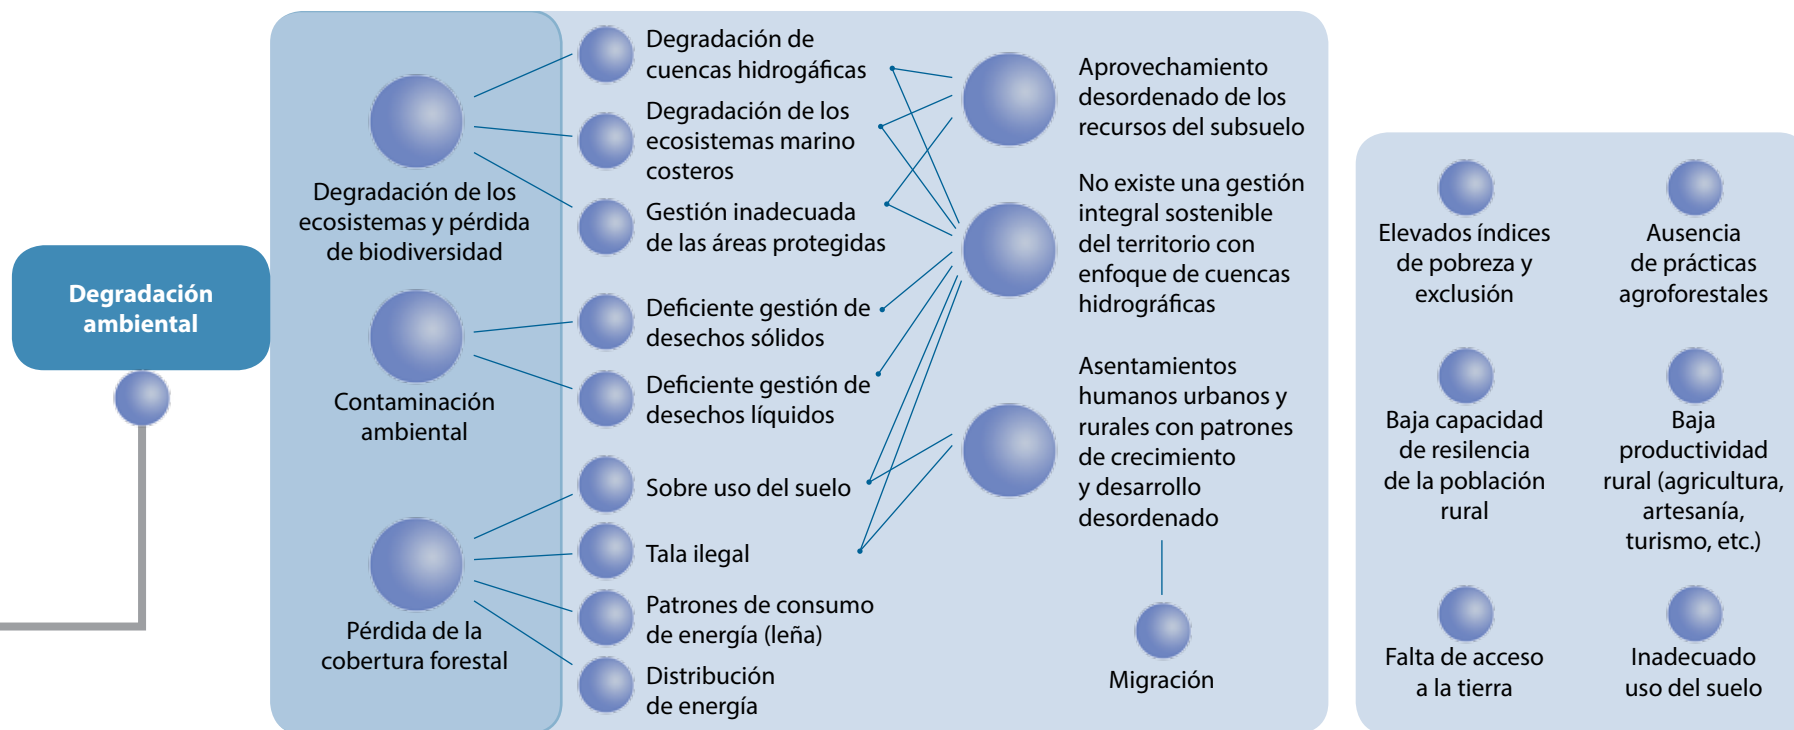 Degradación
ambiental
Degradación de los
ecosistemas y pérdida
de biodiversidad
Contaminación
ambiental
Pérdida de la
cobertura forestal
Degradación de
cuencas hidrogáficas
Degradación de los
ecosistemas marino
costeros
Gestión inadecuada
de las áreas protegidas
Deficiente gestión de
desechos sólidos
Deficiente gestión de
desechos líquidos
Sobre uso del suelo
Tala ilegal
Patrones de consumo
de energía (leña)
Distribución
de energía
Aprovechamiento
desordenado de los
recursos del subsuelo
No existe una gestión
integral sostenible
del territorio con
enfoque de cuencas
hidrográficas
Asentamientos
humanos urbanos y
rurales con patrones
de crecimiento
y desarrollo
desordenado
Migración
Elevados índices
de pobreza y
exclusión
Ausencia
de prácticas
agroforestales
Baja capacidad
de resilencia
de la población
rural
Baja
productividad
rural (agricultura,
artesanía,
turismo, etc.)
Falta de acceso
a la tierra
Inadecuado
uso del suelo